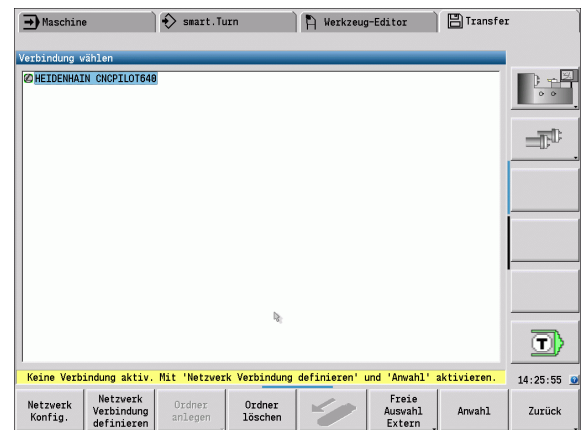 Maschine smart.Turn Werkzeug-Editor Transfer
Verbindung wählen
HEIDENHAIN CNCPILOT640
T
Keine Verbindung aktiv. Mit 'Netzwerk Verbindung definieren' und 'Anwahl' aktivieren.
14:25:55
Netzwerk Konfig.
Netzwerk Verbindung definieren
Ordner anlegen
Ordner löschen
Freie Auswahl Extern
Anwahl
Zurück